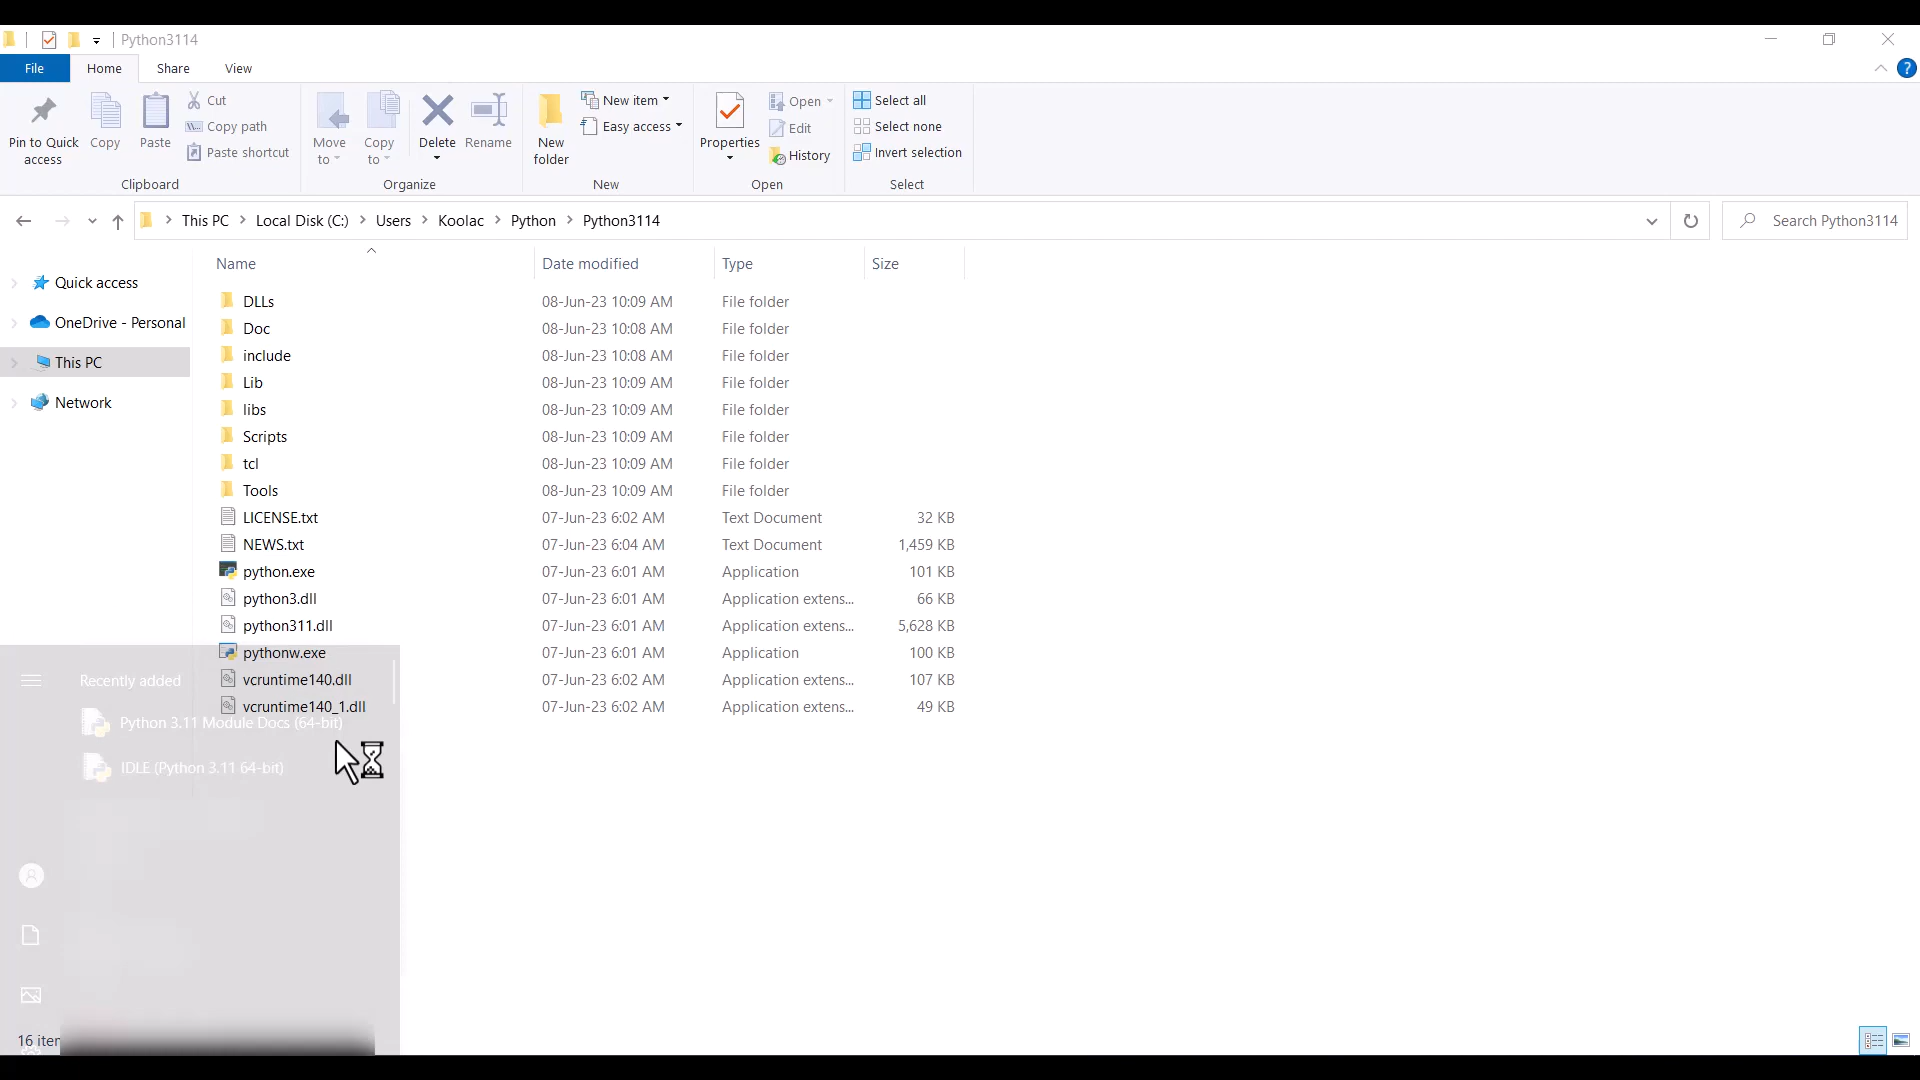 Python3114
File Home Share View
Pin to Quick access
Copy
Paste
Cut
Copy path
Paste shortcut
Clipboard
Move to
Copy to
Delete
Rename
Organize
New folder
New item
Easy access
New
Properties
Open
Edit
History
Open
Select all
Select none
Invert selection
Select
This PC Local Disk (C:) Users Koolac Python Python3114
Search Python3114
Quick access
OneDrive - Personal
This PC
Network
Name Date modified Type Size
DLLs 08-Jun-23 10:09 AM File folder
Doc 08-Jun-23 10:08 AM File folder
include 08-Jun-23 10:08 AM File folder
Lib 08-Jun-23 10:09 AM File folder
libs 08-Jun-23 10:09 AM File folder
Scripts 08-Jun-23 10:09 AM File folder
tcl 08-Jun-23 10:09 AM File folder
Tools 08-Jun-23 10:09 AM File folder
LICENSE.txt 07-Jun-23 6:02 AM Text Document 32 KB
NEWS.txt 07-Jun-23 6:04 AM Text Document 1,459 KB
python.exe 07-Jun-23 6:01 AM Application 101 KB
python3.dll 07-Jun-23 6:01 AM Application extens... 66 KB
python311.dll 07-Jun-23 6:01 AM Application extens... 5,628 KB
pythonw.exe 07-Jun-23 6:01 AM Application 100 KB
vcruntime140.dll 07-Jun-23 6:02 AM Application extens... 107 KB
vcruntime140_1.dll 07-Jun-23 6:02 AM Application extens... 49 KB
Recently added
Python 3.11 Module Docs (64-bit)
IDLE (Python 3.11 64-bit)
16